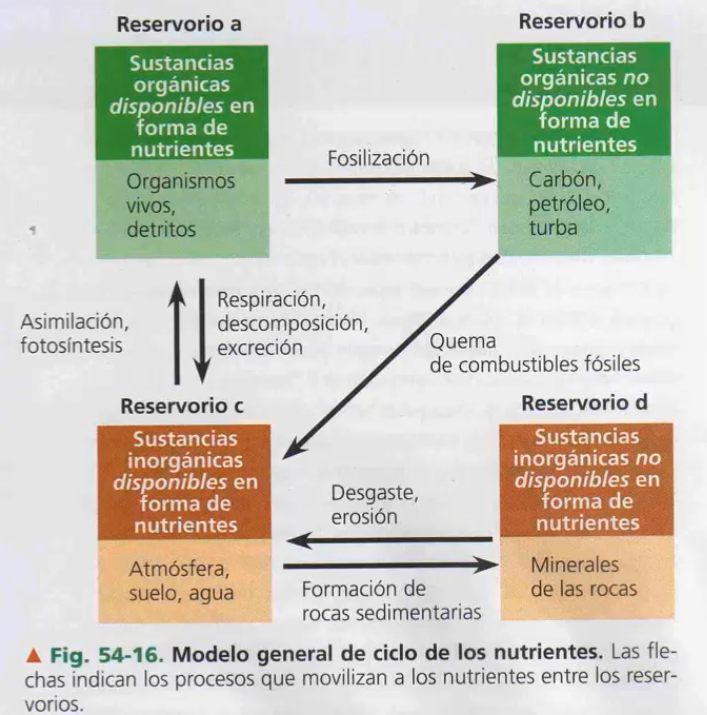 Reservorio a
Sustancias
orgánicas
disponibles en
forma de
nutrientes
Organismos
vivos,
detritos
Fosilización
Reservorio b
Sustancias
orgánicas no
disponibles en
forma de
nutrientes
Carbón,
petróleo,
turba
Asimilación,
fotosíntesis
Respiración,
descomposición,
excreción
Quema
de combustibles fósiles
Reservorio c
Sustancias
inorgánicas
disponibles en
forma de
nutrientes
Atmósfera,
suelo, agua
Desgaste,
erosión
Formación de
rocas sedimentarias
Reservorio d
Sustancias
inorgánicas no
disponibles en
forma de
nutrientes
Minerales
de las rocas
▲ Fig. 54-16. Modelo general de ciclo de los nutrientes. Las fle-
chas indican los procesos que movilizan a los nutrientes entre los reser-
vorios.